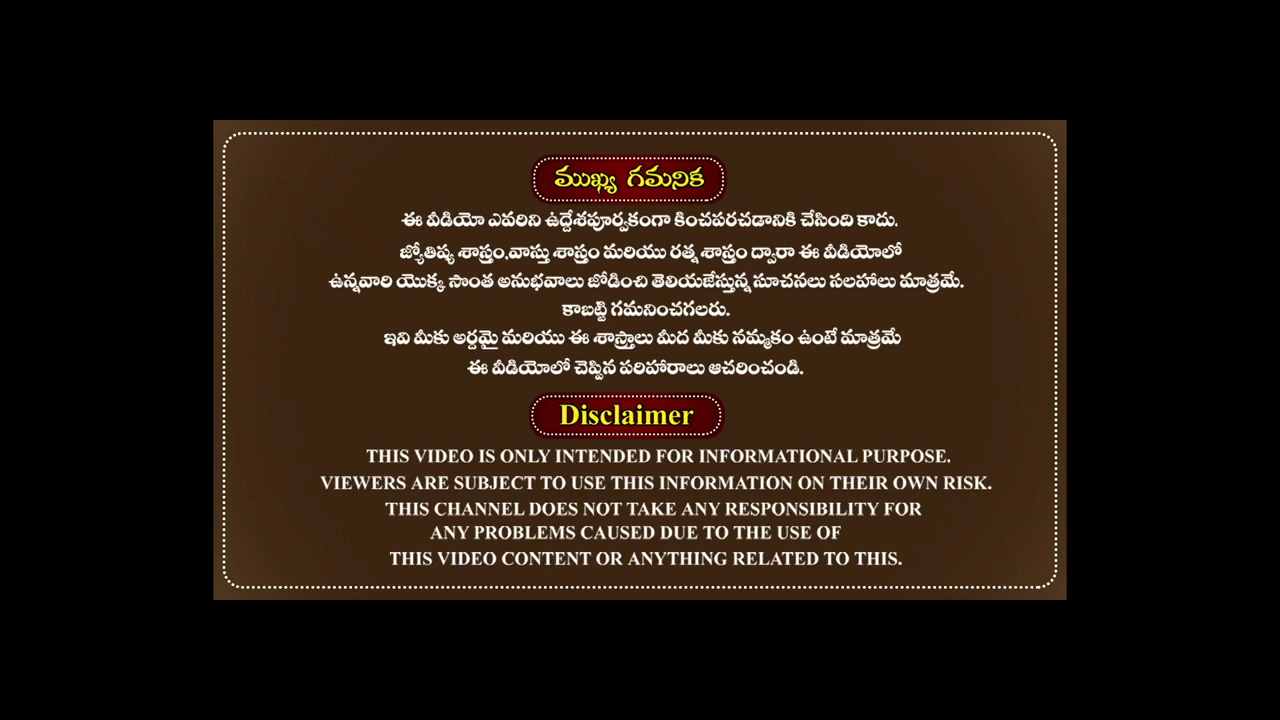 ముఖ్య గమనిక
ఈ వీడియో ఎవరిని ఉద్దేశపూర్వకంగా కించపరచడానికి చేసింది కాదు.
జ్యోతిష్య శాస్త్రం,వాస్తు శాస్త్రం మరియు రత్న శాస్త్రం ద్వారా ఈ వీడియోలో
ఉన్నవారి యొక్క సొంత అనుభవాలు జోడించి తెలియజేస్తున్న సూచనలు సలహాలు మాత్రమే.
కాబట్టి గమనించగలరు.
ఇవి మీకు అర్దమై మరియు ఈ శాస్త్రాలు మీద మీకు నమ్మకం ఉంటే మాత్రమే
ఈ వీడియోలో చెప్పిన పరిహారాలు ఆచరించండి.
Disclaimer
THIS VIDEO IS ONLY INTENDED FOR INFORMATIONAL PURPOSE.
VIEWERS ARE SUBJECT TO USE THIS INFORMATION ON THEIR OWN RISK.
THIS CHANNEL DOES NOT TAKE ANY RESPONSIBILITY FOR
ANY PROBLEMS CAUSED DUE TO THE USE OF
THIS VIDEO CONTENT OR ANYTHING RELATED TO THIS.